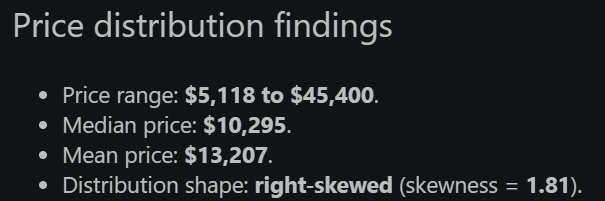 Price distribution findings
• Price range: $5,118 to $45,400.
• Median price: $10,295.
• Mean price: $13,207.
• Distribution shape: right-skewed (skewness = 1.81).